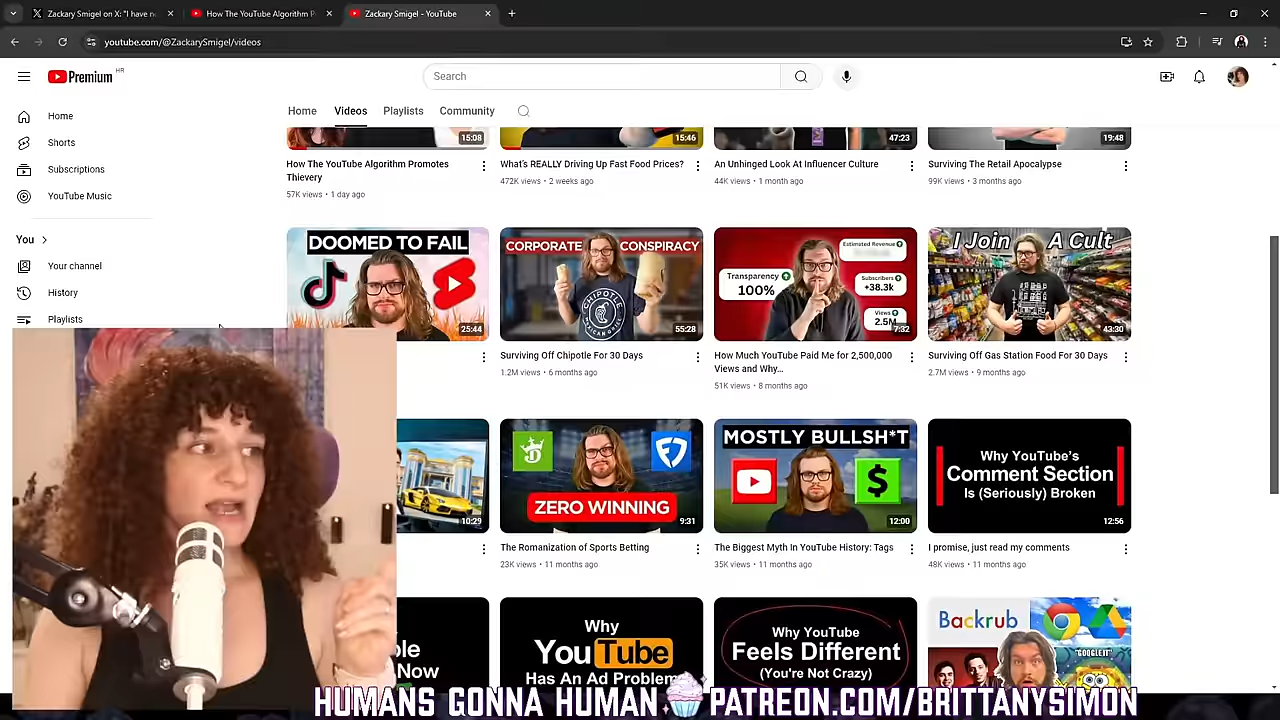 Zackary Smigel on X: "I have n
How The YouTube Algorithm P
Zackary Smigel - YouTube
youtube.com/@ZackarySmigel/videos
Premium HR
Search
Home
Videos
Playlists
Community
Home
Shorts
Subscriptions
YouTube Music
You
Your channel
History
Playlists
15:08
15:46
47:23
19:48
How The YouTube Algorithm Promotes
Thievery
57K views • 1 day ago
What's REALLY Driving Up Fast Food Prices?
472K views • 2 weeks ago
An Unhinged Look At Influencer Culture
44K views • 1 month ago
Surviving The Retail Apocalypse
99K views • 3 months ago
DOOMED TO FAIL
25:44
CORPORATE CONSPIRACY
CHIPOTLE
55:28
Surviving Off Chipotle For 30 Days
1.2M views • 6 months ago
Transparency
100%
Estimated Revenue
Subscribers
+38.3k
Views
2.5M
7:32
How Much YouTube Paid Me for 2,500,000
Views and Why...
51K views • 8 months ago
I Join A Cult
43:30
Surviving Off Gas Station Food For 30 Days
2.7M views • 9 months ago
10:29
ZERO WINNING
9:31
The Romanization of Sports Betting
23K views • 11 months ago
MOSTLY BULLSH*T
$
12:00
The Biggest Myth In YouTube History: Tags
35K views • 11 months ago
Why YouTube's
Comment Section
Is (Seriously) Broken
12:56
I promise, just read my comments
48K views • 11 months ago
ple
Now
Why
YouTube
Has An Ad Problem
Why YouTube
Feels Different
(You're Not Crazy)
Backrub
"GOOGLE IT"
HUMANS GONNA HUMAN PATREON.COM/BRITTANYSIMON